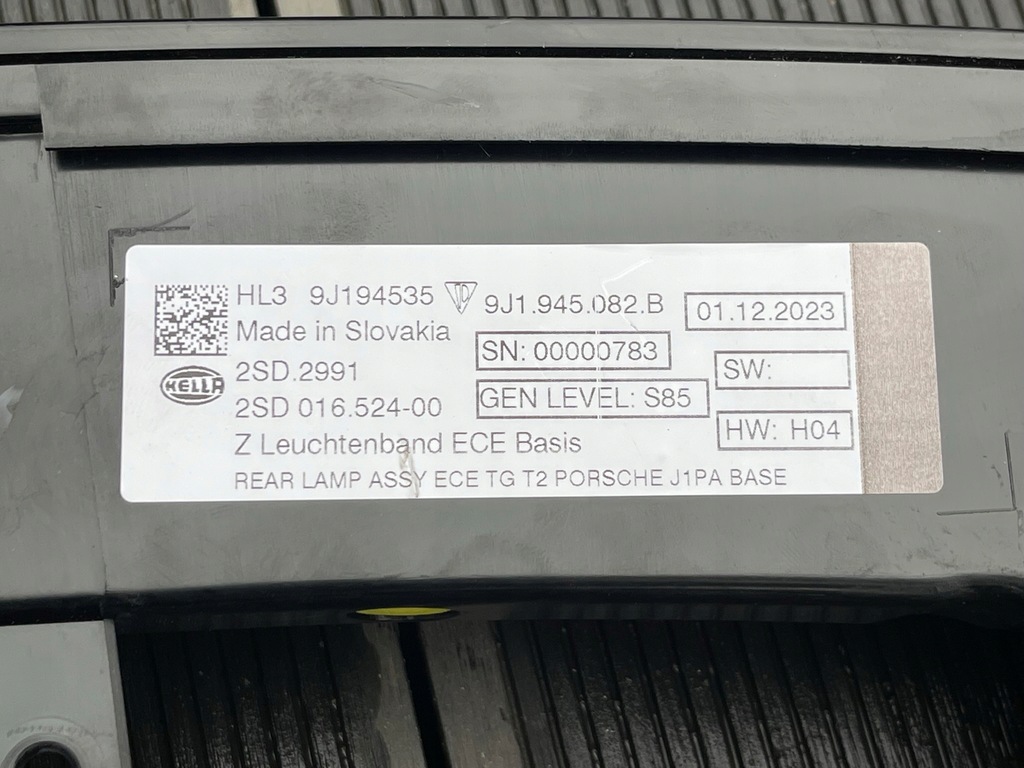 HL3 9J194535 9J1.945.082.B 01.12.2023
Made in Slovakia
SN: 00000783
HELLA 2SD.2991
SW:
2SD 016.524-00
GEN LEVEL: S85
HW: H04
Z Leuchtenband ECE Basis
REAR LAMP ASSY ECE TG T2 PORSCHE J1PA BASE